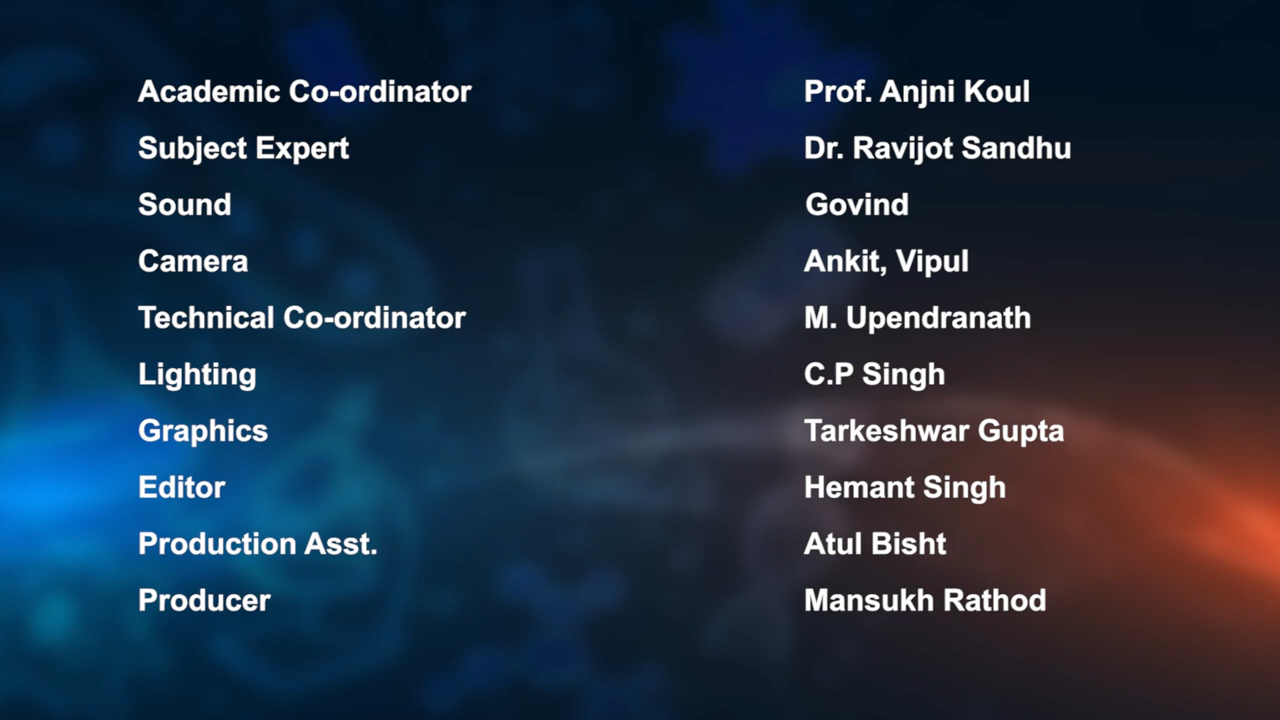 Academic Co-ordinator Prof. Anjni Koul
Subject Expert Dr. Ravijot Sandhu
Sound Govind
Camera Ankit, Vipul
Technical Co-ordinator M. Upendranath
Lighting C.P Singh
Graphics Tarkeshwar Gupta
Editor Hemant Singh
Production Asst. Atul Bisht
Producer Mansukh Rathod